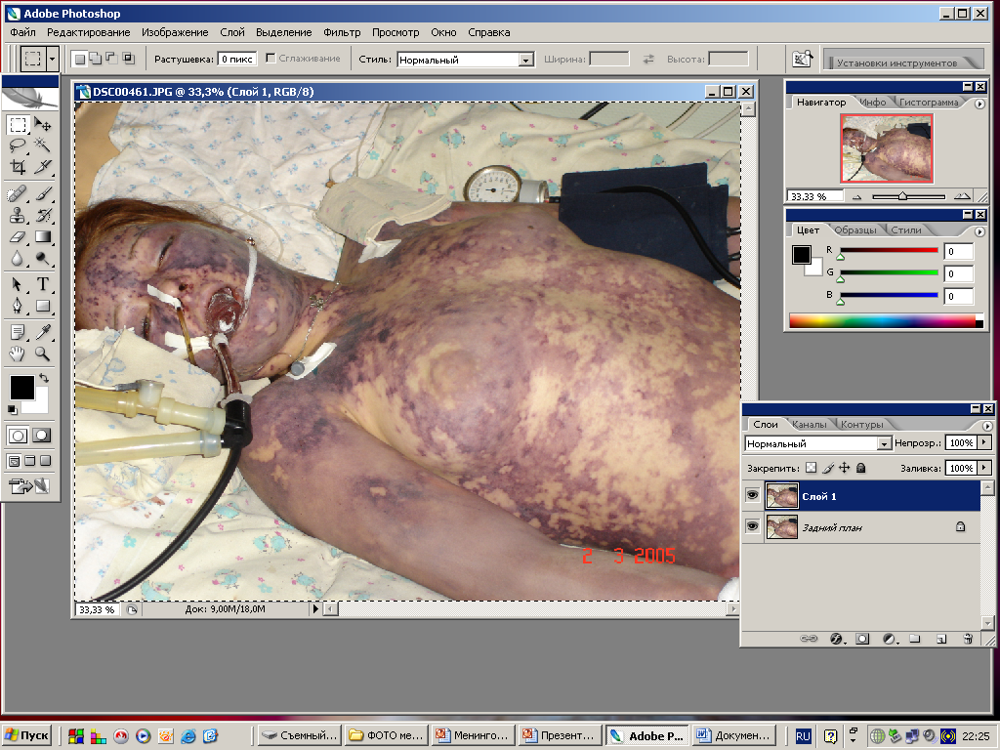 Adobe Photoshop
Файл Редактирование Изображение Слой Выделение Фильтр Просмотр Окно Справка
Растушевка: 0 пикс Сглаживание Стиль: Нормальный Ширина: Высота: Установки инструментов
DSC00461.JPG @ 33,3% (Слой 1, RGB/8)
Навигатор Инфо Гистограмма
33,33 %
Цвет Образцы Стили
R 0
G 0
B 0
Слои Каналы Контуры
Нормальный Непрозр.: 100%
Закрепить: Заливка: 100%
Слой 1
Задний план
2 3 2005
33,33 % Док: 9,00M/18,0M
Пуск Съемный... ФОТО ме... Менинго... Презент... Adobe P... Докумен... RU 22:25